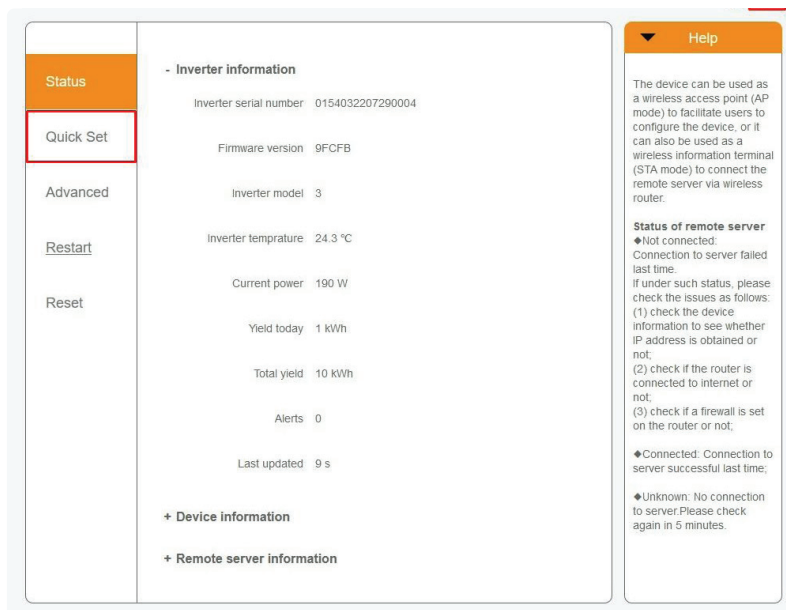 Status
Quick Set
Advanced
Restart
Reset
- Inverter information
Inverter serial number 0154032207290004
Firmware version 9FCFB
Inverter model 3
Inverter temprature 24.3 ℃
Current power 190 W
Yield today 1 kWh
Total yield 10 kWh
Alerts 0
Last updated 9 s
+ Device information
+ Remote server information
Help
The device can be used as
a wireless access point (AP
mode) to facilitate users to
configure the device, or it
can also be used as a
wireless information terminal
(STA mode) to connect the
remote server via wireless
router.
Status of remote server
◆Not connected:
Connection to server failed
last time.
If under such status, please
check the issues as follows:
(1) check the device
information to see whether
IP address is obtained or
not;
(2) check if the router is
connected to internet or
not;
(3) check if a firewall is set
on the router or not;
◆Connected: Connection to
server successful last time;
◆Unknown: No connection
to server.Please check
again in 5 minutes.